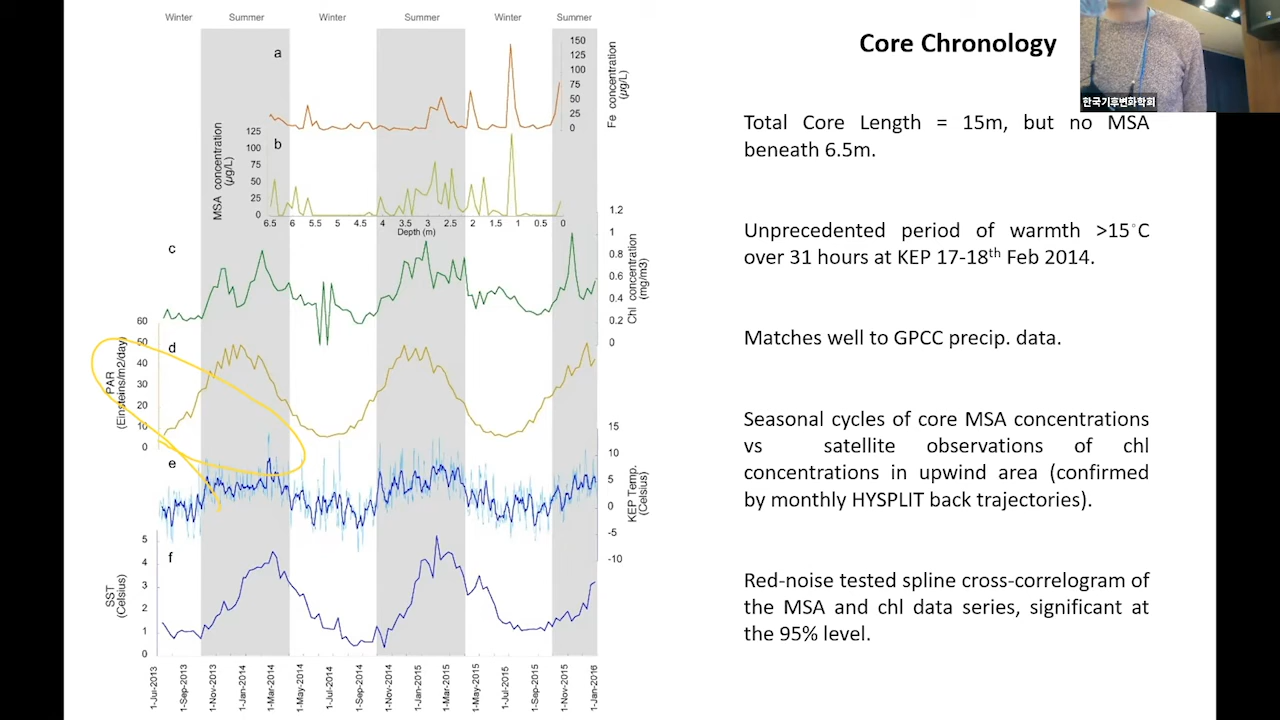 Winter Summer Winter Summer Winter Summer
Core Chronology
한국기후변화학회
a
150
125
100
75
50
25
0
Fe concentration
(µg/L)
b
MSA concentration
(µg/L)
125
100
75
50
25
0
6.5 6 5.5 5 4.5 4 3.5 3 2.5 2 1.5 1 0.5 0
Depth (m)
c
1.2
1
0.8
0.6
0.4
0.2
0
Chl concentration
(mg/m3)
d
PAR
(Einsteins/m2/day)
60
50
40
30
20
10
0
e
15
10
5
0
-5
-10
KEP Temp.
(Celsius)
f
SST
(Celsius)
5
4
3
2
1
0
1-Jul-2013 1-Sep-2013 1-Nov-2013 1-Jan-2014 1-Mar-2014 1-May-2014 1-Jul-2014 1-Sep-2014 1-Nov-2014 1-Jan-2015 1-Mar-2015 1-May-2015 1-Jul-2015 1-Sep-2015 1-Nov-2015 1-Jan-2016
Total Core Length = 15m, but no MSA
beneath 6.5m.
Unprecedented period of warmth >15°C
over 31 hours at KEP 17-18th Feb 2014.
Matches well to GPCC precip. data.
Seasonal cycles of core MSA concentrations
vs satellite observations of chl
concentrations in upwind area (confirmed
by monthly HYSPLIT back trajectories).
Red-noise tested spline cross-correlogram of
the MSA and chl data series, significant at
the 95% level.